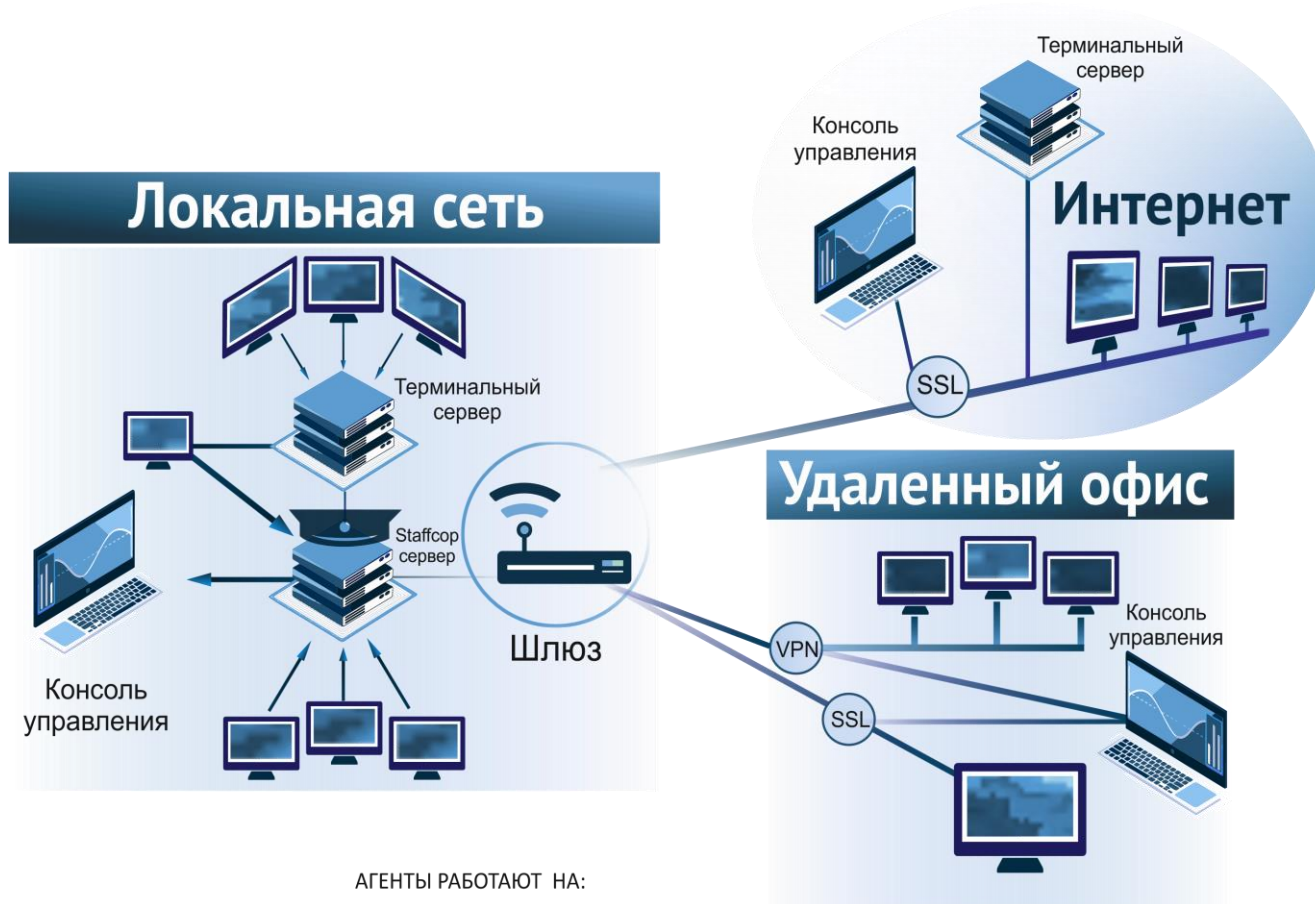 Локальная сеть
Терминальный
сервер
Staffcop
сервер
Консоль
управления
Шлюз
Терминальный
сервер
Консоль
управления
Интернет
SSL
Удаленный офис
VPN
SSL
Консоль
управления
АГЕНТЫ РАБОТАЮТ НА: